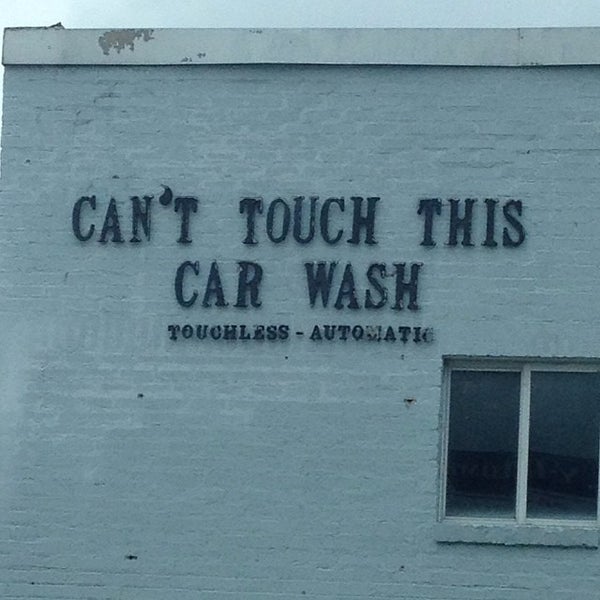 CAN'T TOUCH THIS
CAR WASH
TOUCHLESS - AUTOMATIC